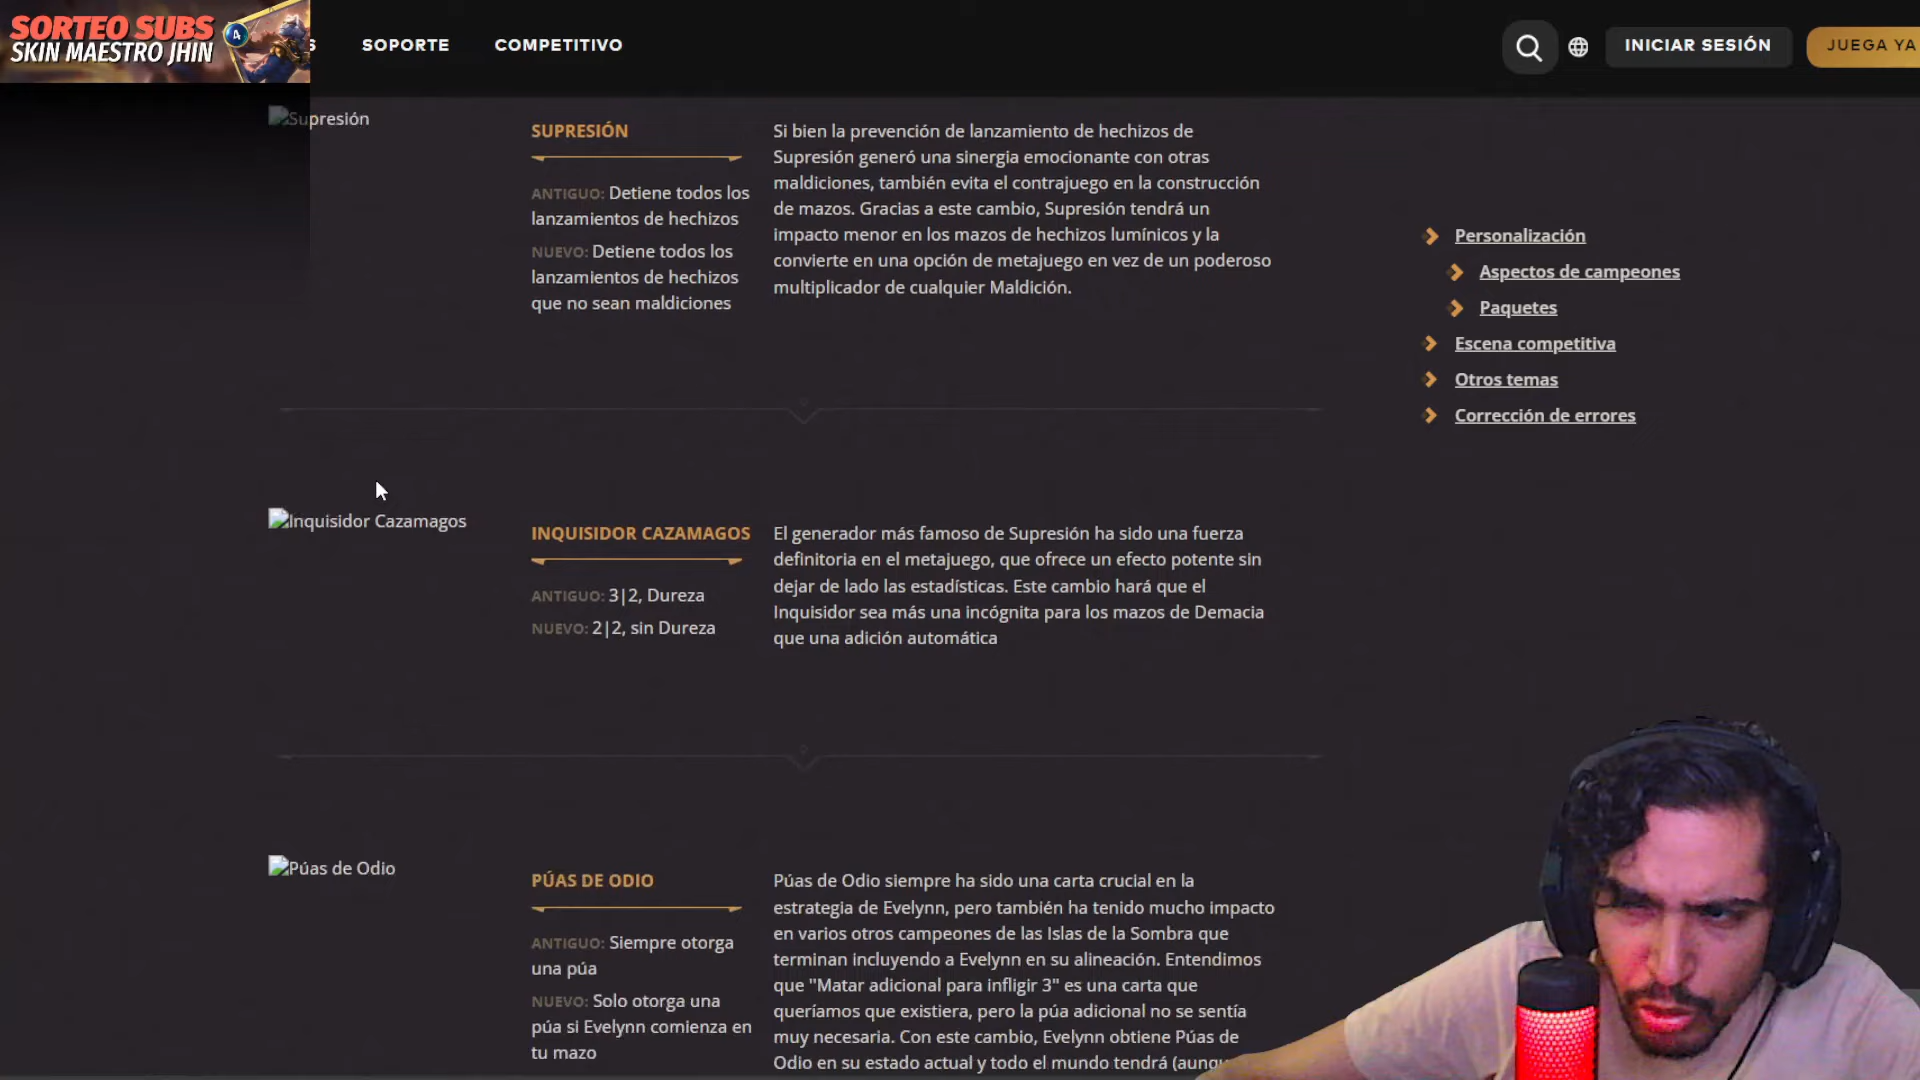 SORTEO SUBS
SKIN MAESTRO JHIN
4
S
SOPORTE
COMPETITIVO
INICIAR SESIÓN
JUEGA YA
Supresión
SUPRESIÓN
ANTIGUO: Detiene todos los
lanzamientos de hechizos
NUEVO: Detiene todos los
lanzamientos de hechizos
que no sean maldiciones
Si bien la prevención de lanzamiento de hechizos de
Supresión generó una sinergia emocionante con otras
maldiciones, también evita el contrajuego en la construcción
de mazos. Gracias a este cambio, Supresión tendrá un
impacto menor en los mazos de hechizos lumínicos y la
convierte en una opción de metajuego en vez de un poderoso
multiplicador de cualquier Maldición.
Personalización
Aspectos de campeones
Paquetes
Escena competitiva
Otros temas
Corrección de errores
Inquisidor Cazamagos
INQUISIDOR CAZAMAGOS
ANTIGUO: 3|2, Dureza
NUEVO: 2|2, sin Dureza
El generador más famoso de Supresión ha sido una fuerza
definitoria en el metajuego, que ofrece un efecto potente sin
dejar de lado las estadísticas. Este cambio hará que el
Inquisidor sea más una incógnita para los mazos de Demacia
que una adición automática
Púas de Odio
PÚAS DE ODIO
ANTIGUO: Siempre otorga
una púa
NUEVO: Solo otorga una
púa si Evelynn comienza en
tu mazo
Púas de Odio siempre ha sido una carta crucial en la
estrategia de Evelynn, pero también ha tenido mucho impacto
en varios otros campeones de las Islas de la Sombra que
terminan incluyendo a Evelynn en su alineación. Entendimos
que "Matar adicional para infligir 3" es una carta que
queríamos que existiera, pero la púa adicional no se sentía
muy necesaria. Con este cambio, Evelynn obtiene Púas de
Odio en su estado actual y todo el mundo tendrá (aunqu